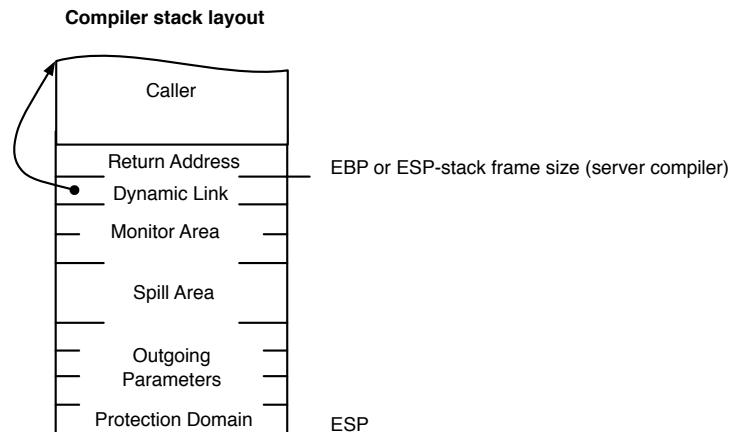 Compiler stack layout
Caller
Return Address
EBP or ESP-stack frame size (server compiler)
Dynamic Link
Monitor Area
Spill Area
Outgoing
Parameters
Protection Domain
ESP